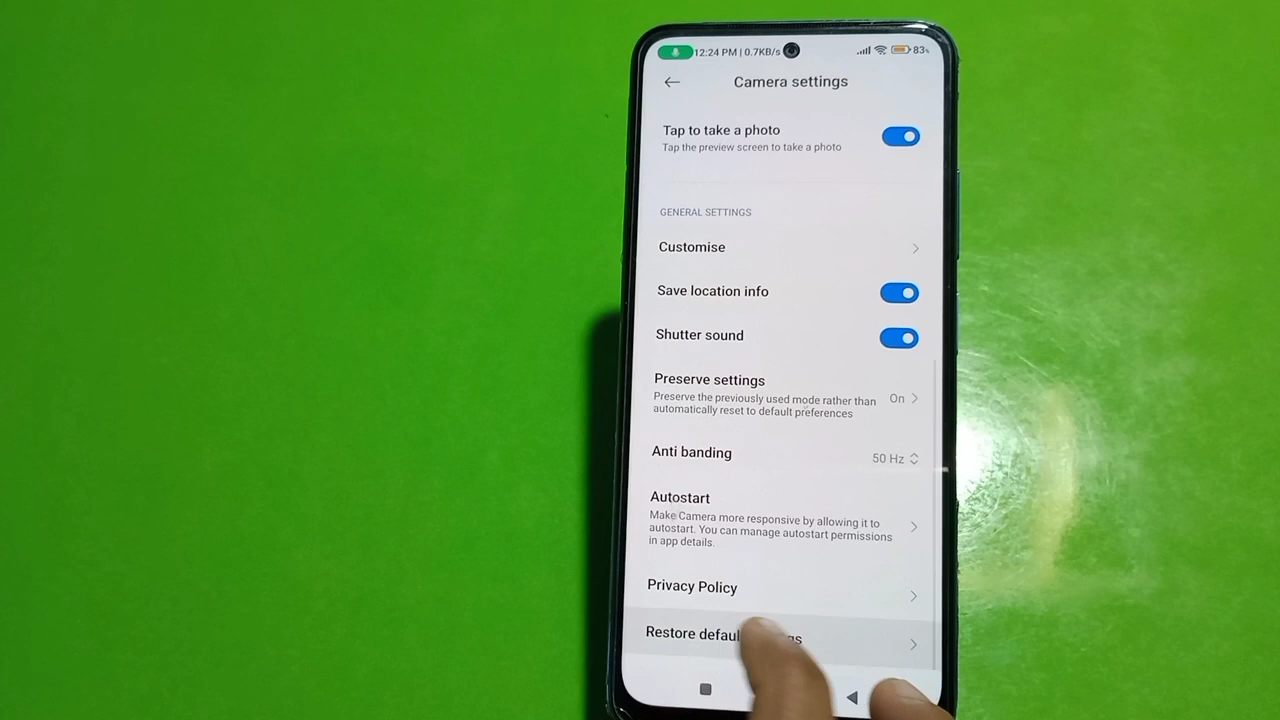 12:24 PM | 0.7KB/s 83%
Camera settings
Tap to take a photo
Tap the preview screen to take a photo
GENERAL SETTINGS
Customise
Save location info
Shutter sound
Preserve settings
Preserve the previously used mode rather than
automatically reset to default preferences
On
Anti banding
50 Hz
Autostart
Make Camera more responsive by allowing it to
autostart. You can manage autostart permissions
in app details.
Privacy Policy
Restore